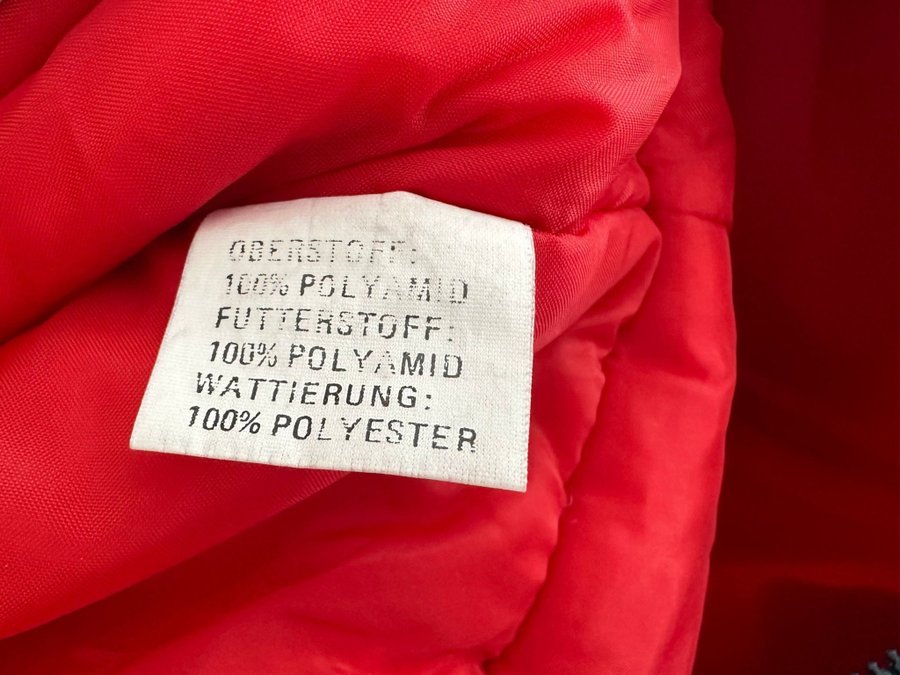 OBERSTOFF:
100% POLYAMID
FUTTERSTOFF:
100% POLYAMID
WATTIERUNG:
100% POLYESTER